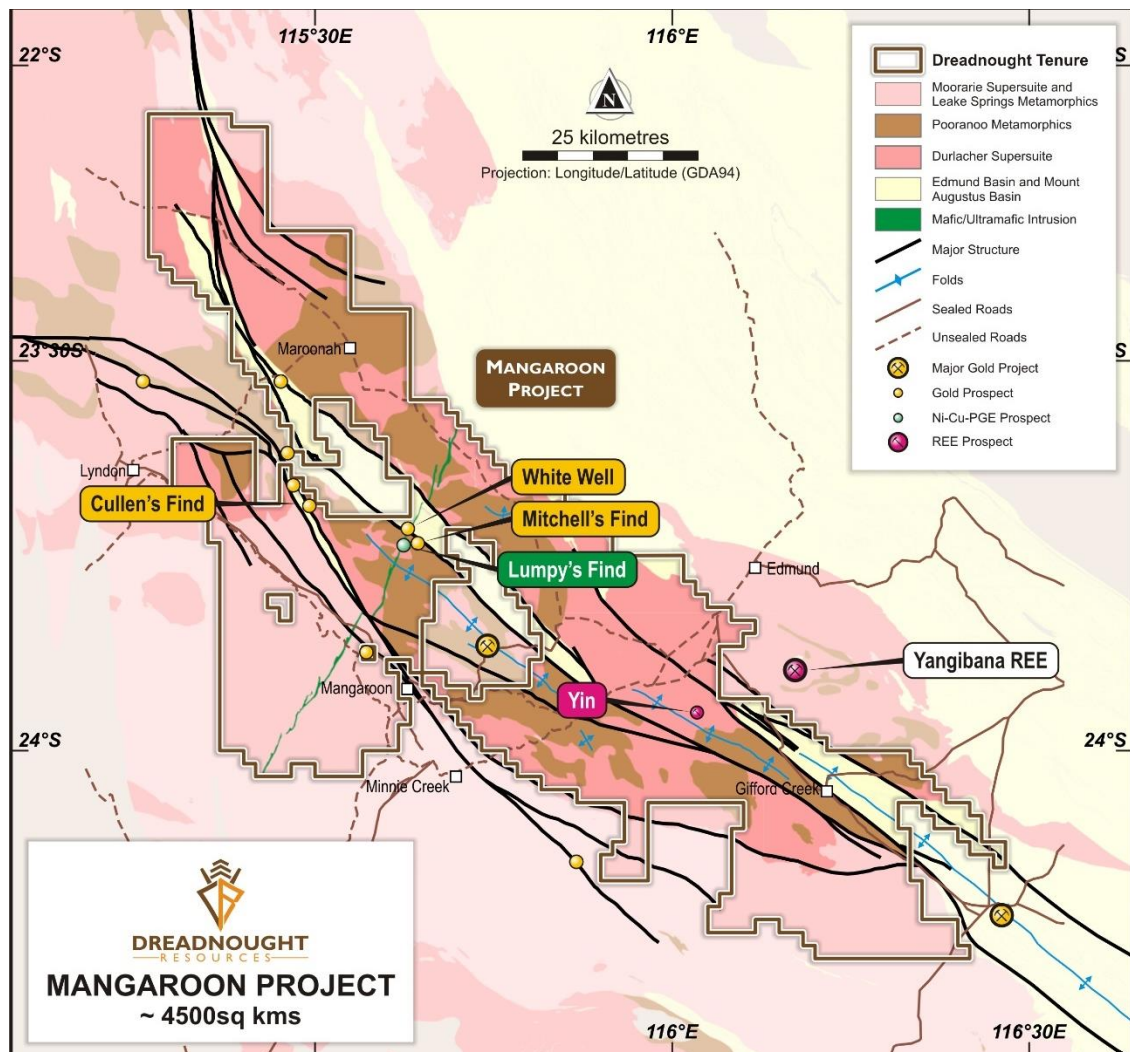 115°30E
116°E
22°S
S
N
25 kilometres
Projection: Longitude/Latitude (GDA94)
Dreadnought Tenure
Moorarie Supersuite and
Leake Springs Metamorphics
Pooranoo Metamorphics
Durlacher Supersuite
Edmund Basin and Mount
Augustus Basin
Mafic/Ultramafic Intrusion
Major Structure
Folds
Sealed Roads
Unsealed Roads
Major Gold Project
Gold Prospect
Ni-Cu-PGE Prospect
REE Prospect
23°30S
Maroonah
MANGAROON
PROJECT
Lyndon
Cullen's Find
White Well
Mitchell's Find
Lumpy's Find
Edmund
Yangibana REE
Mangaroon
Yin
24°S
24°S
Minnie Creek
Gifford Creek
DREADNOUGHT
RESOURCES
MANGAROON PROJECT
~ 4500sq kms
116°E
116°30E